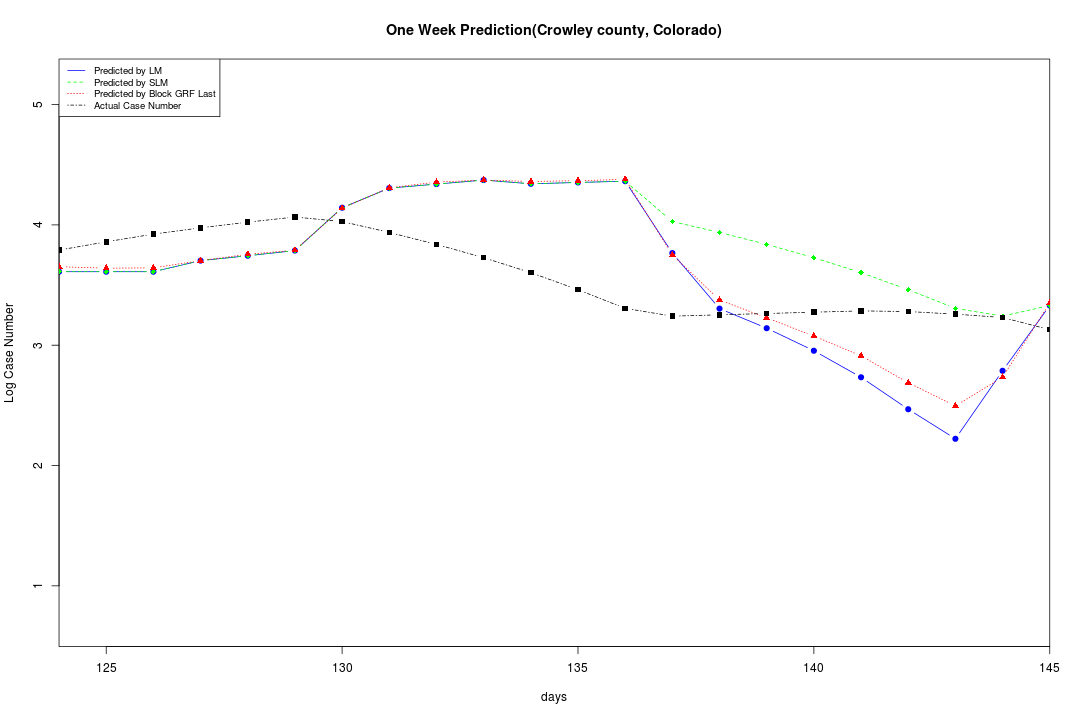 One Week Prediction(Crowley county, Colorado)
Predicted by LM
Predicted by SLM
Predicted by Block GRF Last
Actual Case Number
Log Case Number
5
4
3
2
1
125 130 135 140 145
days